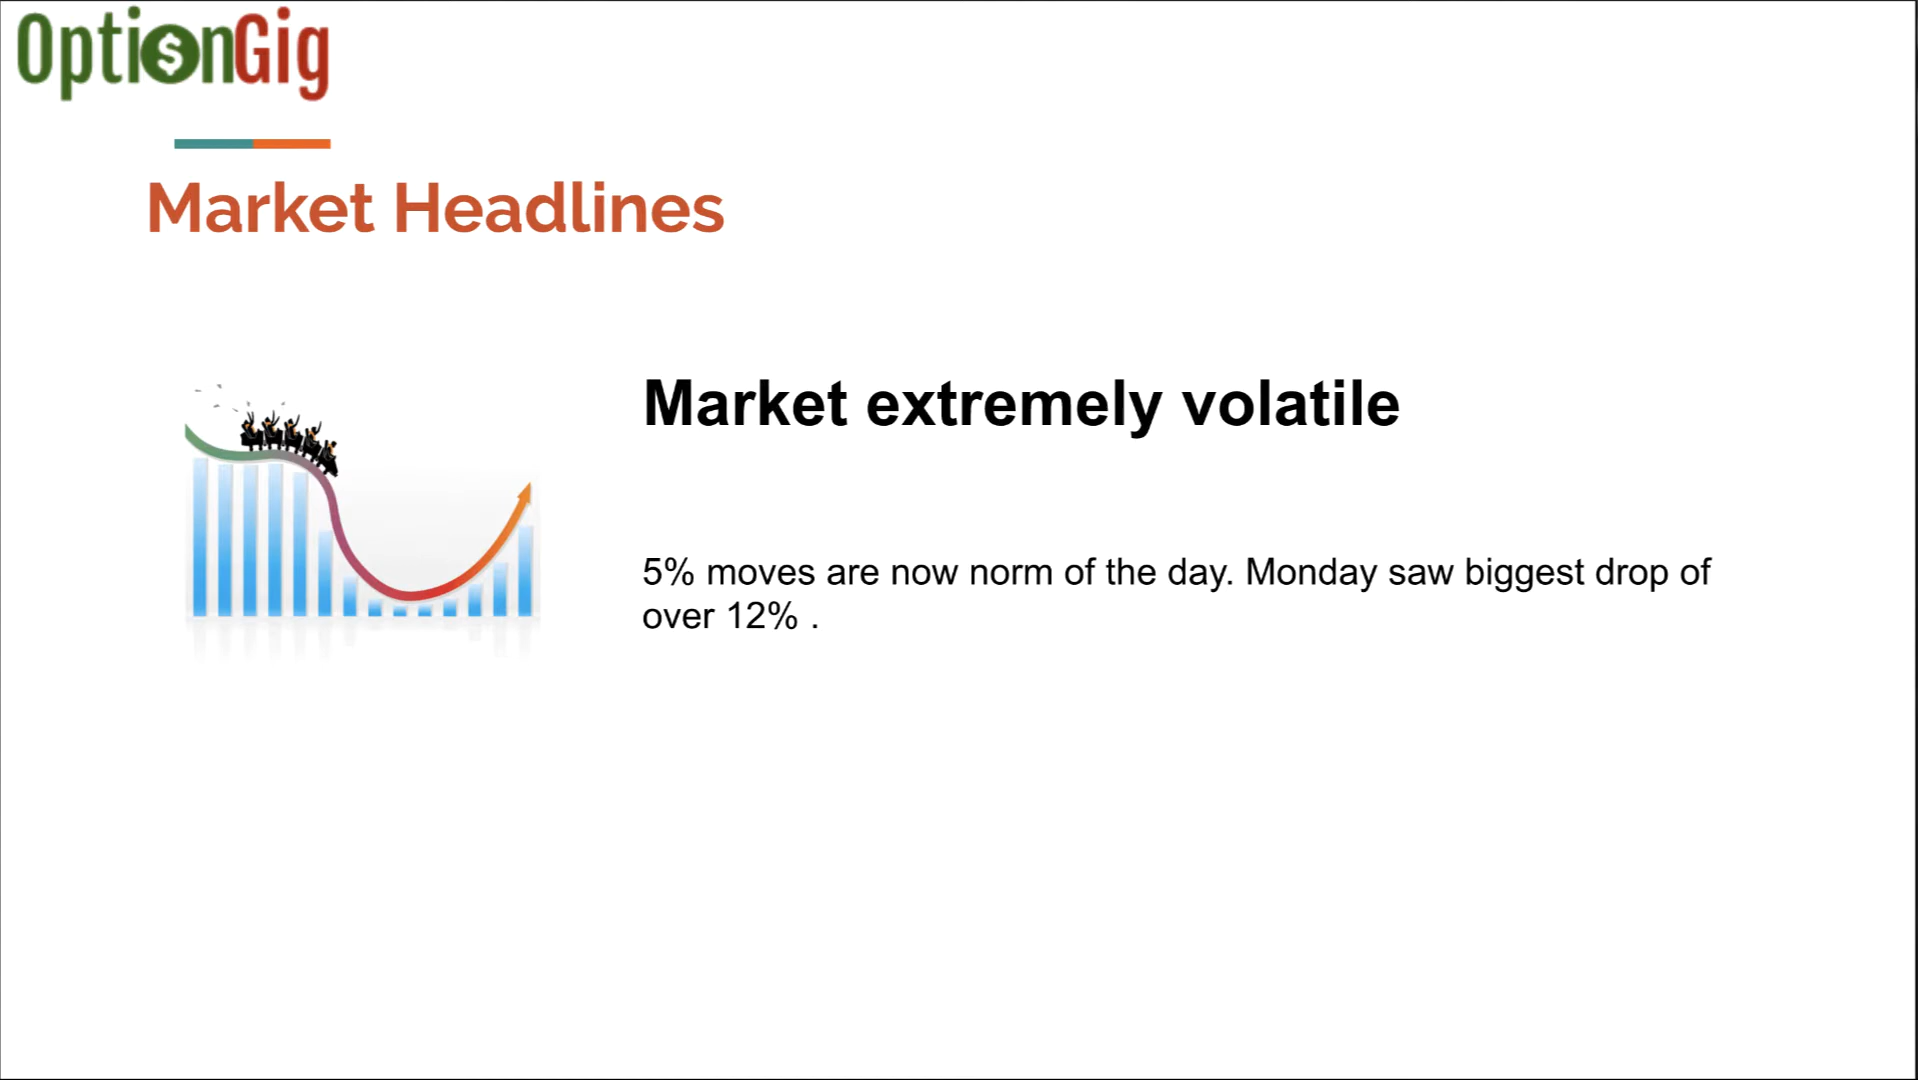 OptionGig
Market Headlines
Market extremely volatile
5% moves are now norm of the day. Monday saw biggest drop of
over 12% .